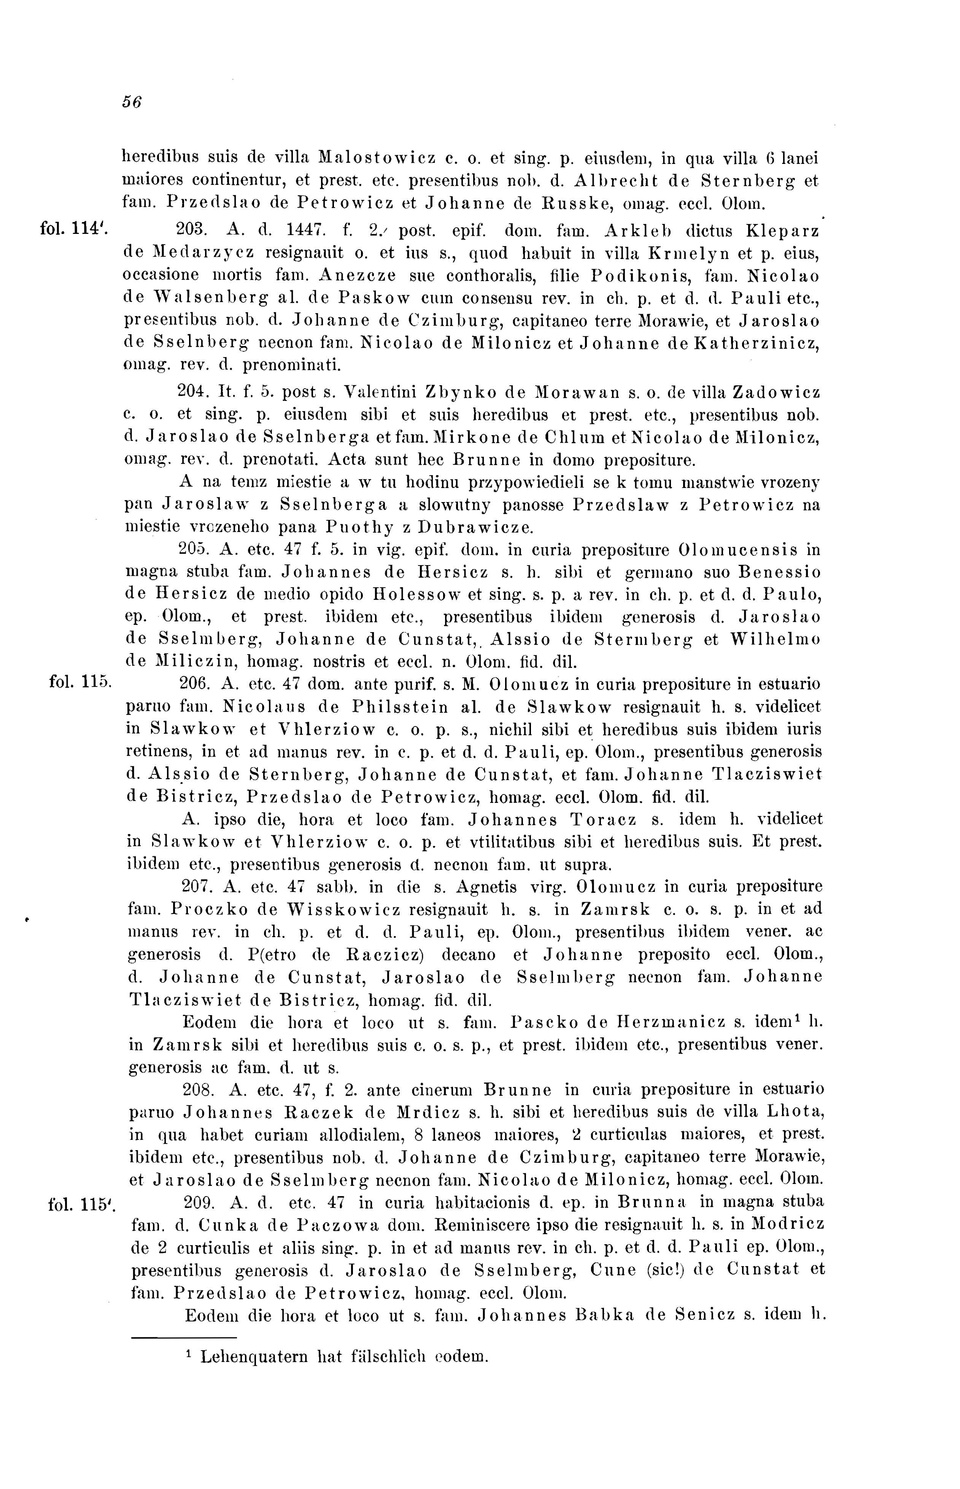 56
heredibus suis de villa Malostowicz c. o. et sing. p. eiusdem, in qua villa 6 lanei
maiores continentur, et prest. etc. presentibus nob. d. Albrecht de Sternberg et
fam. Przedslao de Petrowicz et Johanne de Russke, omag. eccl. Olom.
fol. 114'. 203. A. d. 1447. f. 2. post. epif. dom. fam. Arkleb dictus Kleparz
de Medarzycz resignauit o. et ius s., quod habuit in villa Krmelyn et p. eius,
occasione mortis fam. Anezcze sue conthoralis, filie Podikonis, fam. Nicolao
de Walsenberg al. de Paskow cum consensu rev. in ch. p. et d. d. Pauli etc.,
presentibus nob. d. Johanne de Czimburg, capitaneo terre Morawie, et Jaroslao
de Sselnberg necnon fam. Nicolao de Milonicz et Johanne de Katherzinicz,
omag. rev. d. prenominati.
204. It. f. 5. post s. Valentini Zbynko de Morawan s. o. de villa Zadowicz
c. o. et sing. p. eiusdem sibi et suis heredibus et prest. etc., presentibus nob.
d. Jaroslao de Sselnberga et fam. Mirkone de Chlum et Nicolao de Milonicz,
omag. rev. d. prenotati. Acta sunt hec Brunne in domo prepositure.
A na temz miestie a w tu hodinu przypowiedieli se k tomu manstwie vrozeny
pan Jaroslaw z Sselnberga a slowutny panosse Przedslaw z Petrowicz na
miestie vrozeneho pana Puothy z Dubrawicze.
205. A. etc. 47 f. 5. in vig. epif. dom. in curia prepositure Olomucensis in
magna stuba fam. Johannes de Hersicz s. h. sibi et germano suo Benessio
de Hersicz de medio opido Holessow et sing. s. p. a rev. in ch. p. et d. d. Paulo,
ep. Olom., et prest. ibidem etc., presentibus ibidem generosis d. Jaroslao
de Sselmberg, Johanne de Cunstat, Alssio de Stermberg et Wilhelmo
de Miliczin, homag. nostris et eccl. n. Olom. fid. dil.
fol. 115. 206. A. etc. 47 dom. ante purif. s. M. Olomucz in curia prepositure in estuario
paruo fam. Nicolaus de Philsstein al. de Slawkow resignauit h. s. videlicet
in Slawkow et Vhlerziow c. o. p. s., nichil sibi et heredibus suis ibidem iuris
retinens, in et ad manus rev. in c. p. et d. d. Pauli, ep. Olom., presentibus generosis
d. Alssio de Sternberg, Johanne de Cunstat, et fam. Johanne Tlacziswiet
de Bistricz, Przedslao de Petrowicz, homag. eccl. Olom. fid. dil.
A. ipso die, hora et loco fam. Johannes Toracz s. idem h. videlicet
in Slawkow et Vhlerziow c. o. p. et vtilitatibus sibi et heredibus suis. Et prest.
ibidem etc., presentibus generosis d. necnon fam. ut supra.
207. A. etc. 47 sabb. in die s. Agnetis virg. Olomucz in curia prepositure
fam. Proczko de Wisskowicz resignauit h. s. in Zamrsk c. o. s. p. in et ad
manus rev. in ch. p. et d. d. Pauli, ep. Olom., presentibus ibidem vener. ac
generosis d. P(etro de Raczicz) decano et Johanne preposito eccl. Olom.,
d. Johanne de Cunstat, Jaroslao de Sselmberg necnon fam. Johanne
Tlacziswiet de Bistricz, homag. fid. dil.
Eodem die hora et loco ut s. fam. Pascko de Herzmanicz s. idem¹ h.
in Zamrsk sibi et heredibus suis c. o. s. p., et prest. ibidem etc., presentibus vener.
generosis ac fam. d. ut s.
208. A. etc. 47, f. 2. ante cinerum Brunne in curia prepositure in estuario
paruo Johannes Raczek de Mrdicz s. h. sibi et heredibus suis de villa Lhota,
in qua habet curiam allodialem, 8 laneos maiores, 2 curticulas maiores, et prest.
ibidem etc., presentibus nob. d. Johanne de Czimburg, capitaneo terre Morawie,
et Jaroslao de Sselmberg necnon fam. Nicolao de Milonicz, homag. eccl. Olom.
fol. 115'. 209. A. d. etc. 47 in curia habitacionis d. ep. in Brunna in magna stuba
fam. d. Cunka de Paczowa dom. Reminiscere ipso die resignauit h. s. in Modricz
de 2 curticulis et aliis sing. p. in et ad manus rev. in ch. p. et d. d. Pauli ep. Olom.,
presentibus generosis d. Jaroslao de Sselmberg, Cune (sic!) de Cunstat et
fam. Przedslao de Petrowicz, homag. eccl. Olom.
Eodem die hora et loco ut s. fam. Johannes Babka de Senicz s. idem h.
¹ Lehenquatern hat fälschlich eodem.